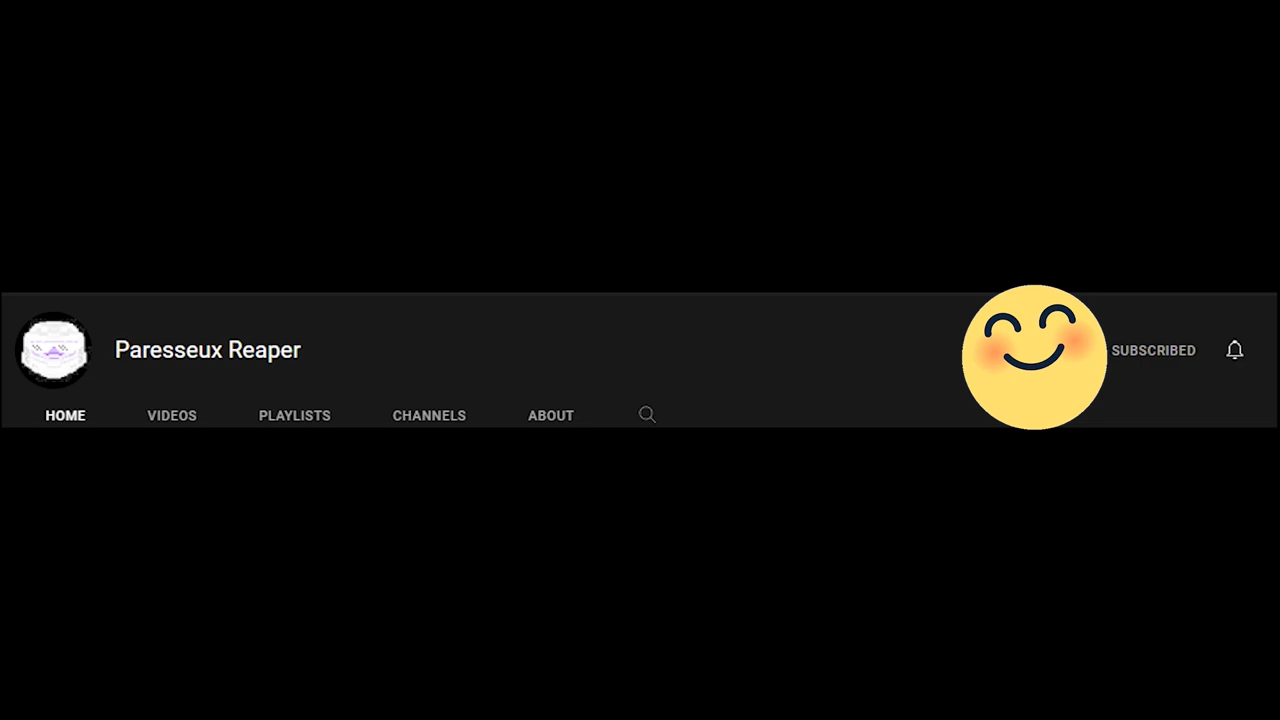 Paresseux Reaper
SUBSCRIBED
HOME VIDEOS PLAYLISTS CHANNELS ABOUT